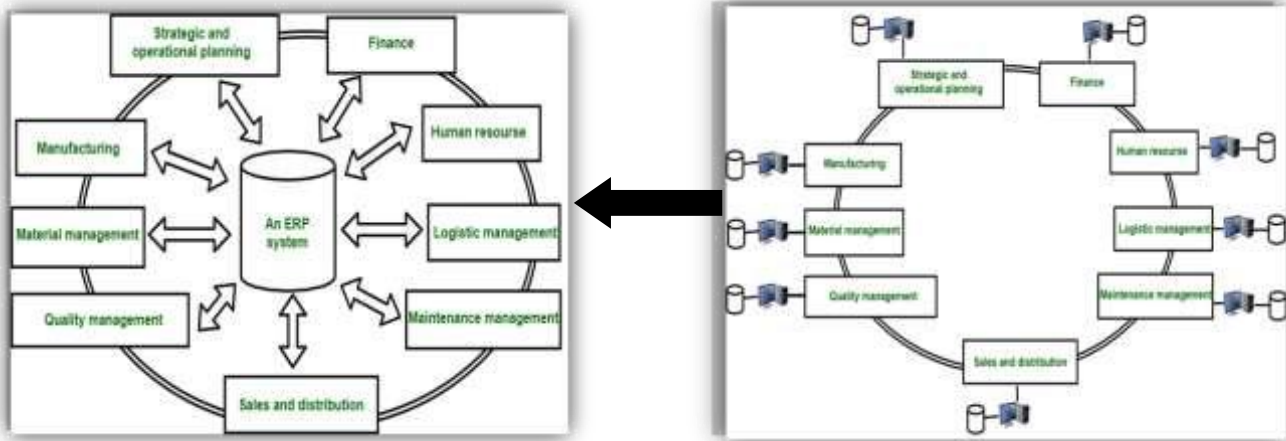 Strategic and
operational planning
Finance
Manufacturing
Human resourse
An ERP
system
Material management
Logistic management
Quality management
Maintenance management
Sales and distribution
Strategic and
operational planning
Finance
Manufacturing
Human resourse
Material management
Logistic management
Quality management
Maintenance management
Sales and distribution